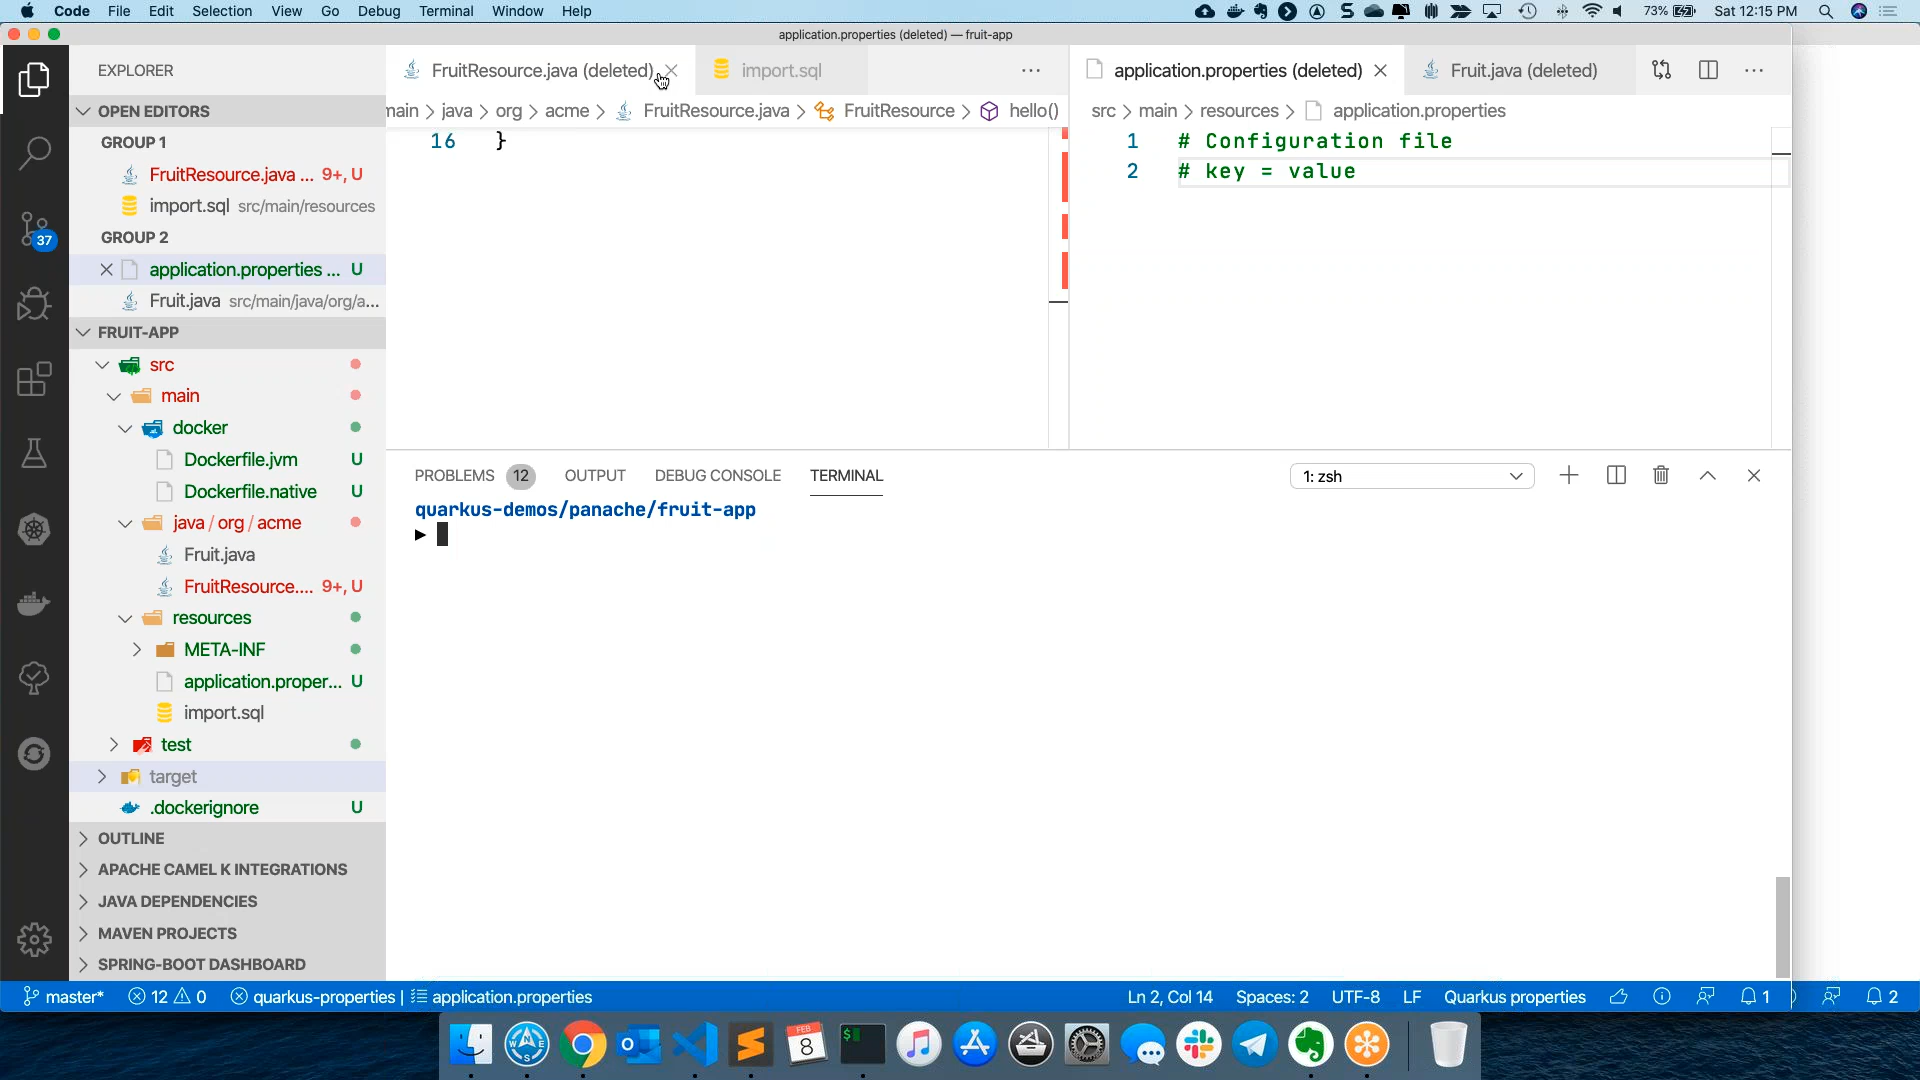 Code File Edit Selection View Go Debug Terminal Window Help 73% Sat 12:15 PM
application.properties (deleted) — fruit-app
EXPLORER
OPEN EDITORS
GROUP 1
FruitResource.java ... 9+, U
import.sql src/main/resources
GROUP 2
application.properties ... U
Fruit.java src/main/java/org/a...
FRUIT-APP
src
main
docker
Dockerfile.jvm U
Dockerfile.native U
java / org / acme
Fruit.java
FruitResource.... 9+, U
resources
META-INF
application.proper... U
import.sql
test
target
.dockerignore U
OUTLINE
APACHE CAMEL K INTEGRATIONS
JAVA DEPENDENCIES
MAVEN PROJECTS
SPRING-BOOT DASHBOARD
37
FruitResource.java (deleted) import.sql ...
main > java > org > acme > FruitResource.java > FruitResource > hello()
16 }
application.properties (deleted) Fruit.java (deleted) ...
src > main > resources > application.properties
1 # Configuration file
2 # key = value
PROBLEMS 12 OUTPUT DEBUG CONSOLE TERMINAL 1: zsh
quarkus-demos/panache/fruit-app
master* 12 0 quarkus-properties | application.properties Ln 2, Col 14 Spaces: 2 UTF-8 LF Quarkus properties 1 2
FEB
8
$